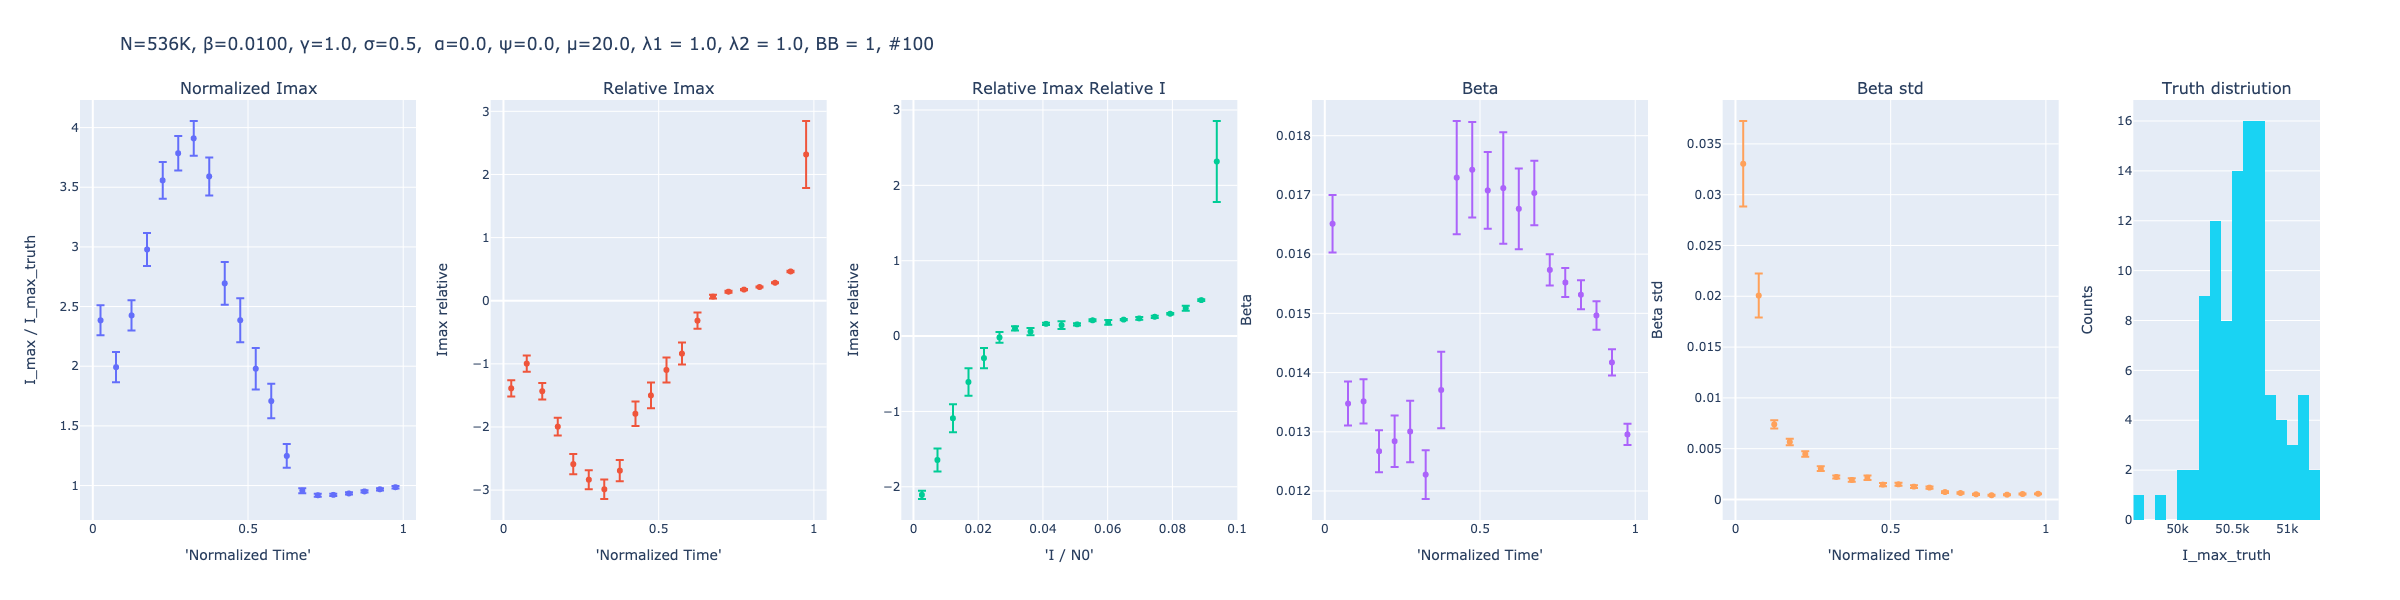 N=536K, β=0.0100, γ=1.0, σ=0.5,  α=0.0, ψ=0.0, μ=20.0, λ1 = 1.0, λ2 = 1.0, BB = 1, #100
Normalized Imax
I_max / I_max_truth
4
3.5
3
2.5
2
1.5
1
0
0.5
1
'Normalized Time'
Relative Imax
Imax relative
3
2
1
0
−1
−2
−3
0
0.5
1
'Normalized Time'
Relative Imax Relative I
Imax relative
3
2
1
0
−1
−2
0
0.02
0.04
0.06
0.08
0.1
'I / N0'
Beta
Beta
0.018
0.017
0.016
0.015
0.014
0.013
0.012
0
0.5
1
'Normalized Time'
Beta std
Beta std
0.035
0.03
0.025
0.02
0.015
0.01
0.005
0
0
0.5
1
'Normalized Time'
Truth distriution
Counts
16
14
12
10
8
6
4
2
0
50k
50.5k
51k
I_max_truth